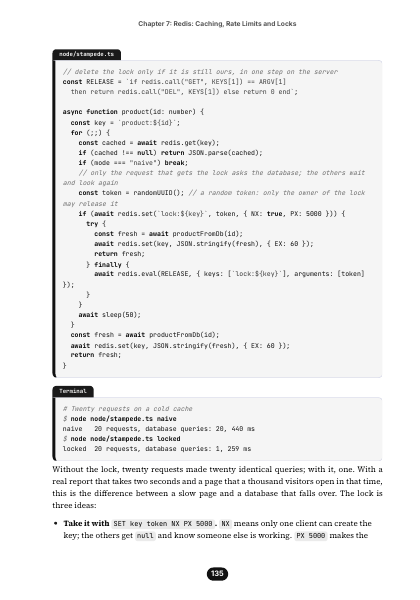 Chapter 7: Redis: Caching, Rate Limits and Locks
node/stampede.ts
// delete the lock only if it is still ours, in one step on the server
const RELEASE = `if redis.call("GET", KEYS[1]) == ARGV[1]
then return redis.call("DEL", KEYS[1]) else return 0 end`;
async function product(id: number) {
const key = `product:${id}`;
for (;;) {
const cached = await redis.get(key);
if (cached !== null) return JSON.parse(cached);
if (mode === "naive") break;
// only the request that gets the lock asks the database; the others wait
and look again
const token = randomUUID(); // a random token: only the owner of the lock
may release it
if (await redis.set(`lock:${key}`, token, { NX: true, PX: 5000 })) {
try {
const fresh = await productFromDb(id);
await redis.set(key, JSON.stringify(fresh), { EX: 60 });
return fresh;
} finally {
await redis.eval(RELEASE, { keys: [`lock:${key}`], arguments: [token]
});
}
}
await sleep(50);
}
const fresh = await productFromDb(id);
await redis.set(key, JSON.stringify(fresh), { EX: 60 });
return fresh;
}
Terminal
# Twenty requests on a cold cache
$ node node/stampede.ts naive
naive 20 requests, database queries: 20, 440 ms
$ node node/stampede.ts locked
locked 20 requests, database queries: 1, 259 ms
Without the lock, twenty requests made twenty identical queries; with it, one. With a
real report that takes two seconds and a page that a thousand visitors open in that time,
this is the difference between a slow page and a database that falls over. The lock is
three ideas:
• Take it with SET key token NX PX 5000. NX means only one client can create the
key; the others get null and know someone else is working. PX 5000 makes the
135